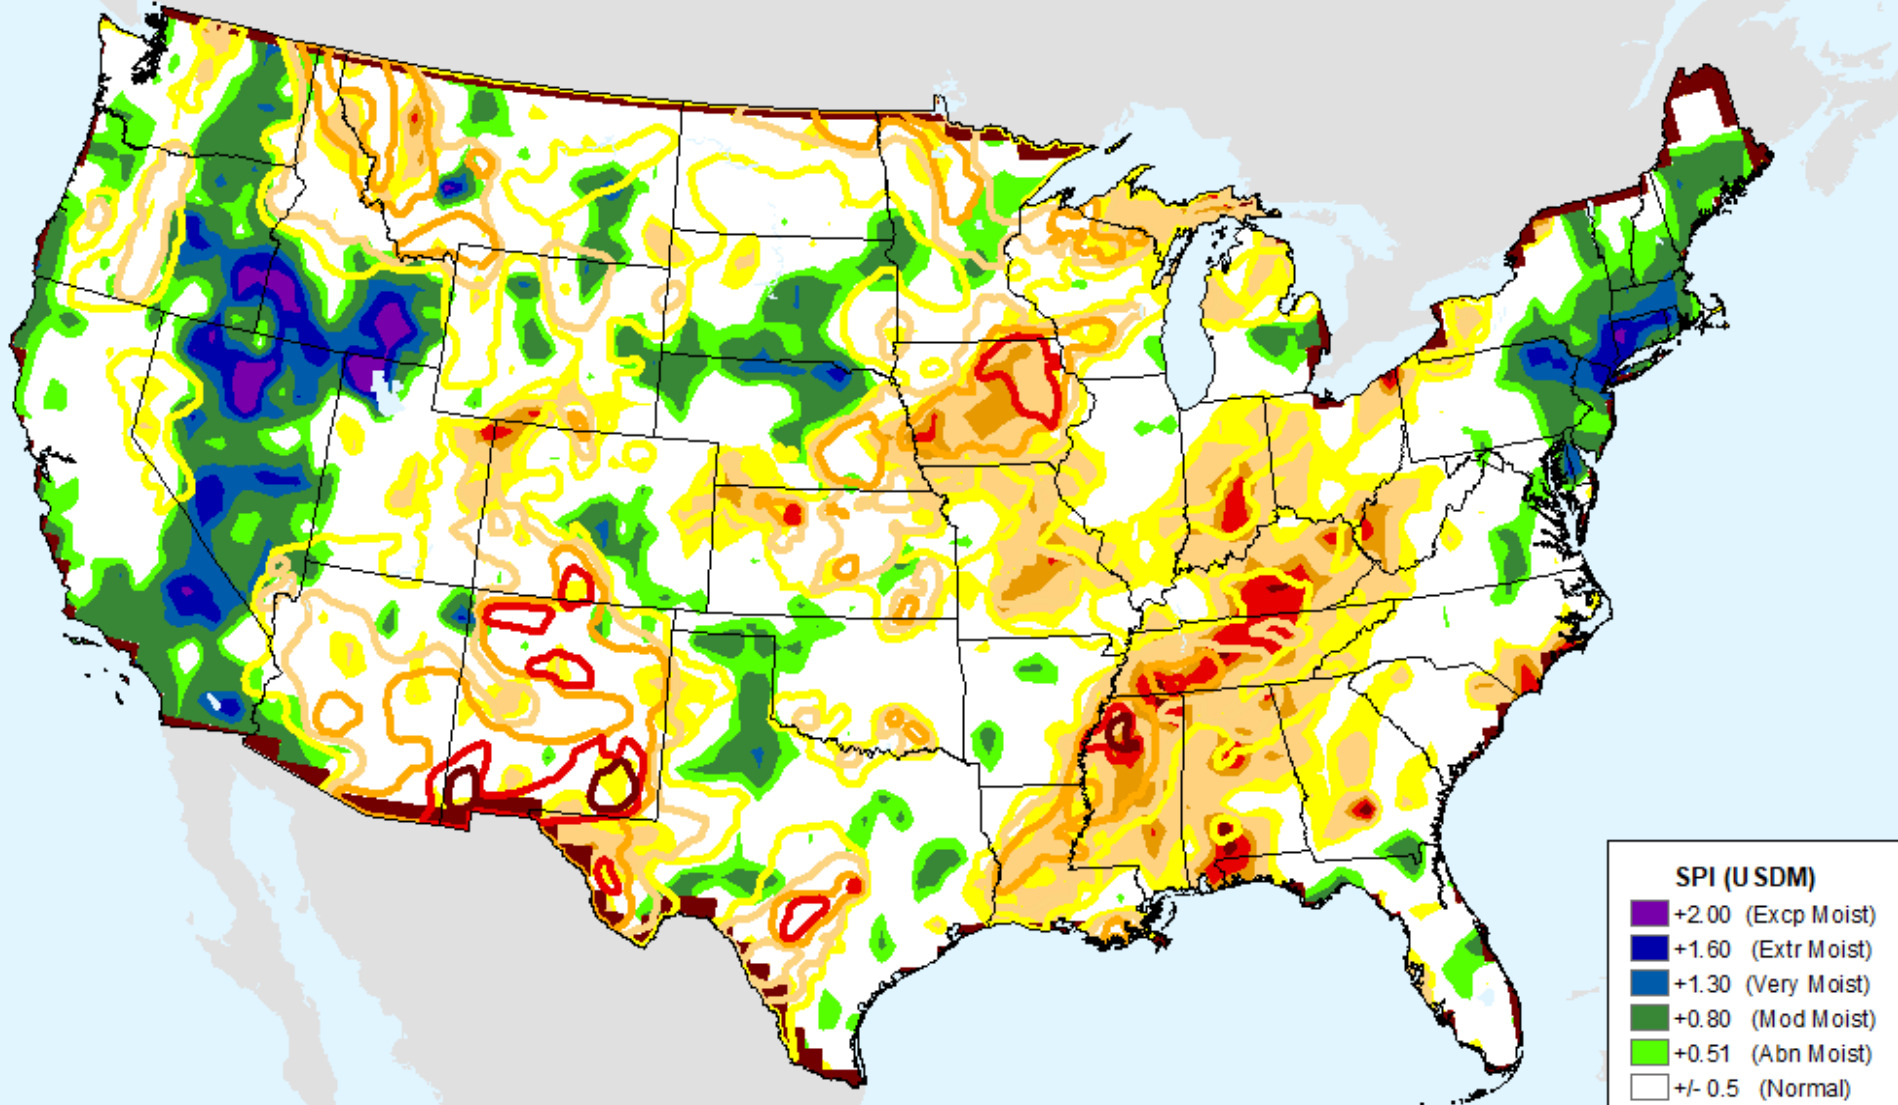 SPI (USDM)
+2.00 (Excp Moist)
+1.60 (Extr Moist)
+1.30 (Very Moist)
+0.80 (Mod Moist)
+0.51 (Abn Moist)
+/- 0.5 (Normal)